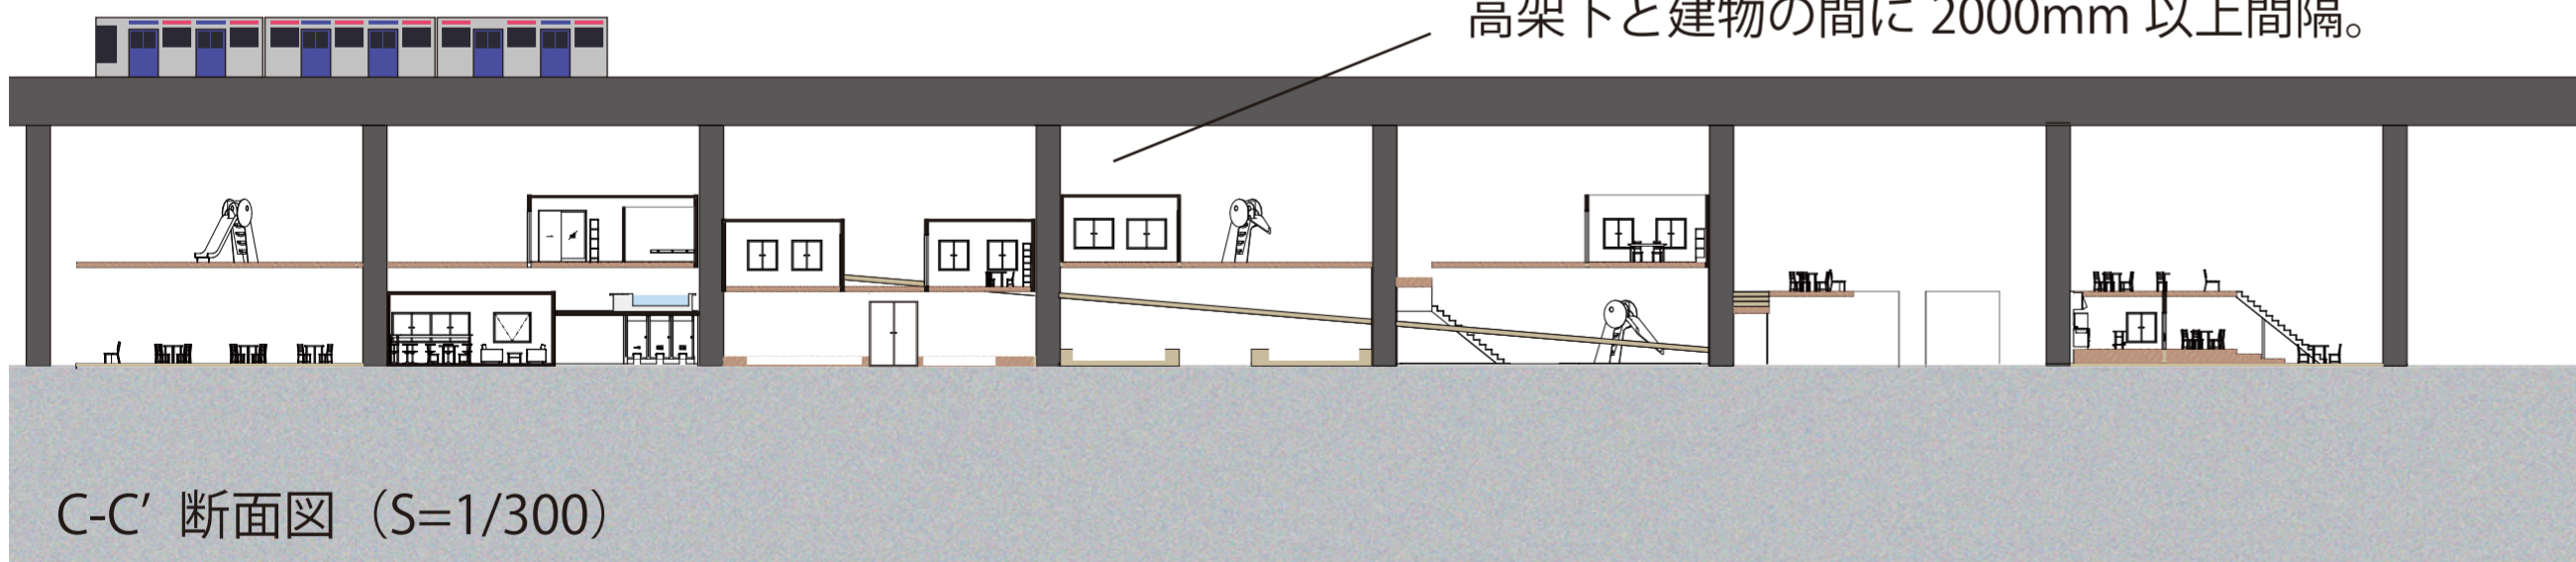 高架下と建物の間に 2000mm 以上間隔。
C-C’ 断面図（S=1/300）